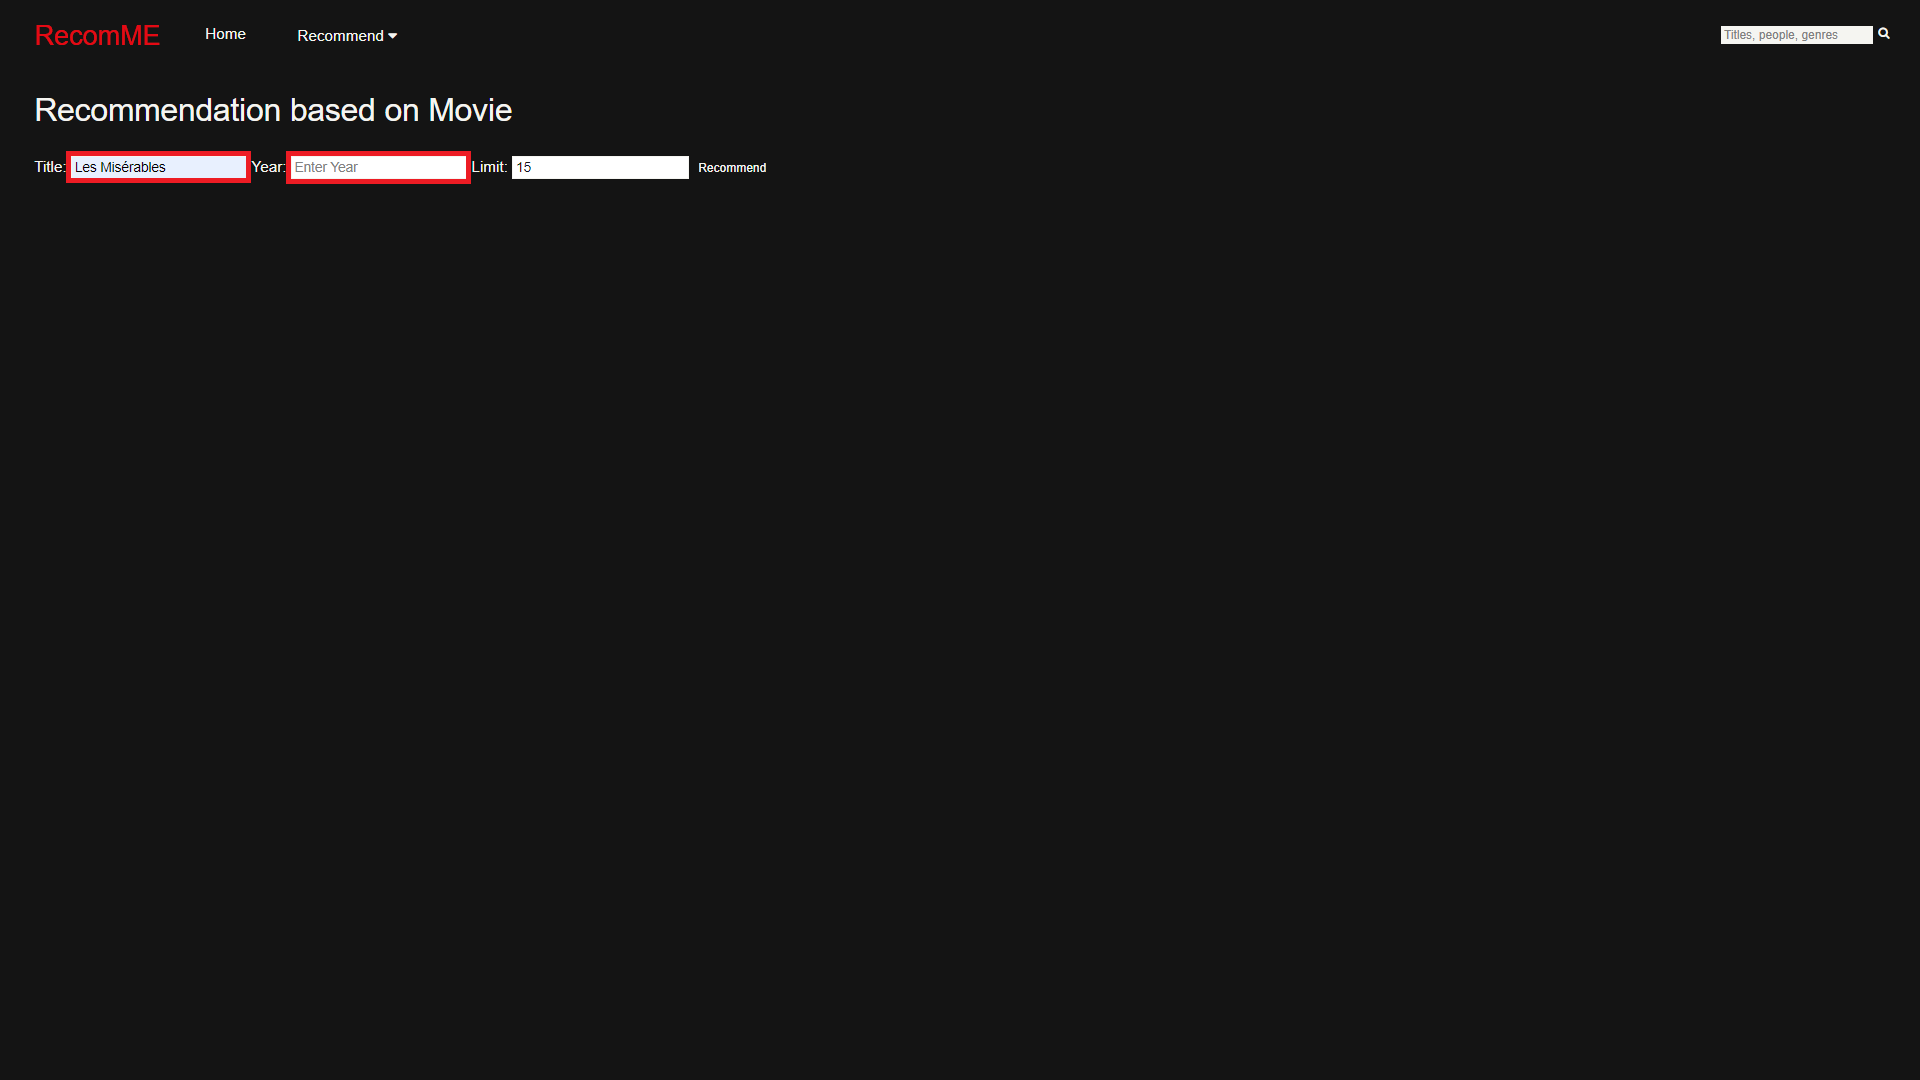 RecomME Home Recommend Titles, people, genres
Recommendation based on Movie
Title: Les Misérables Year: Enter Year Limit: 15 Recommend